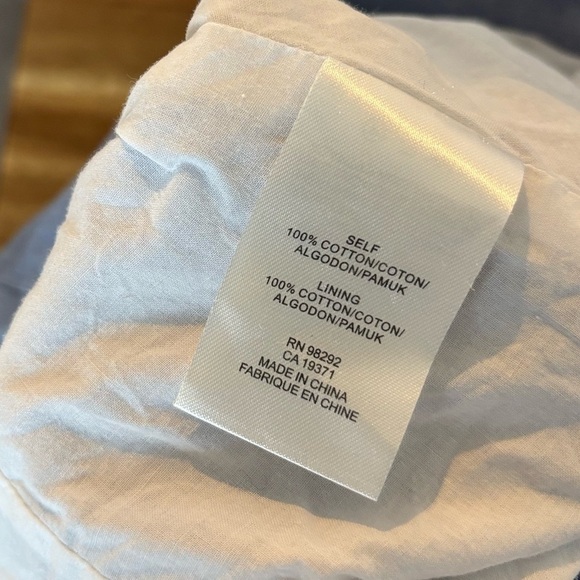 SELF
100% COTTON/COTON/
ALGODON/PAMUK
LINING
100% COTTON/COTON/
ALGODON/PAMUK
RN 98292
CA 19371
MADE IN CHINA
FABRIQUE EN CHINE